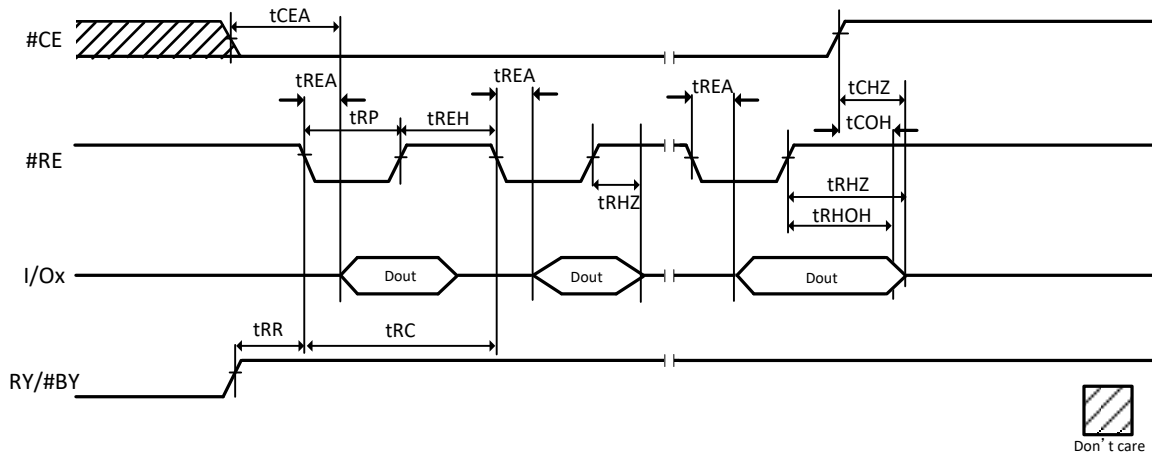 tCEA
#CE
tREA
tREA
tREA
tCHZ
tRP
tREH
tCOH
#RE
tRHZ
tRHZ
tRHOH
I/Ox
Dout
Dout
Dout
tRR
tRC
RY/#BY
Don’t care